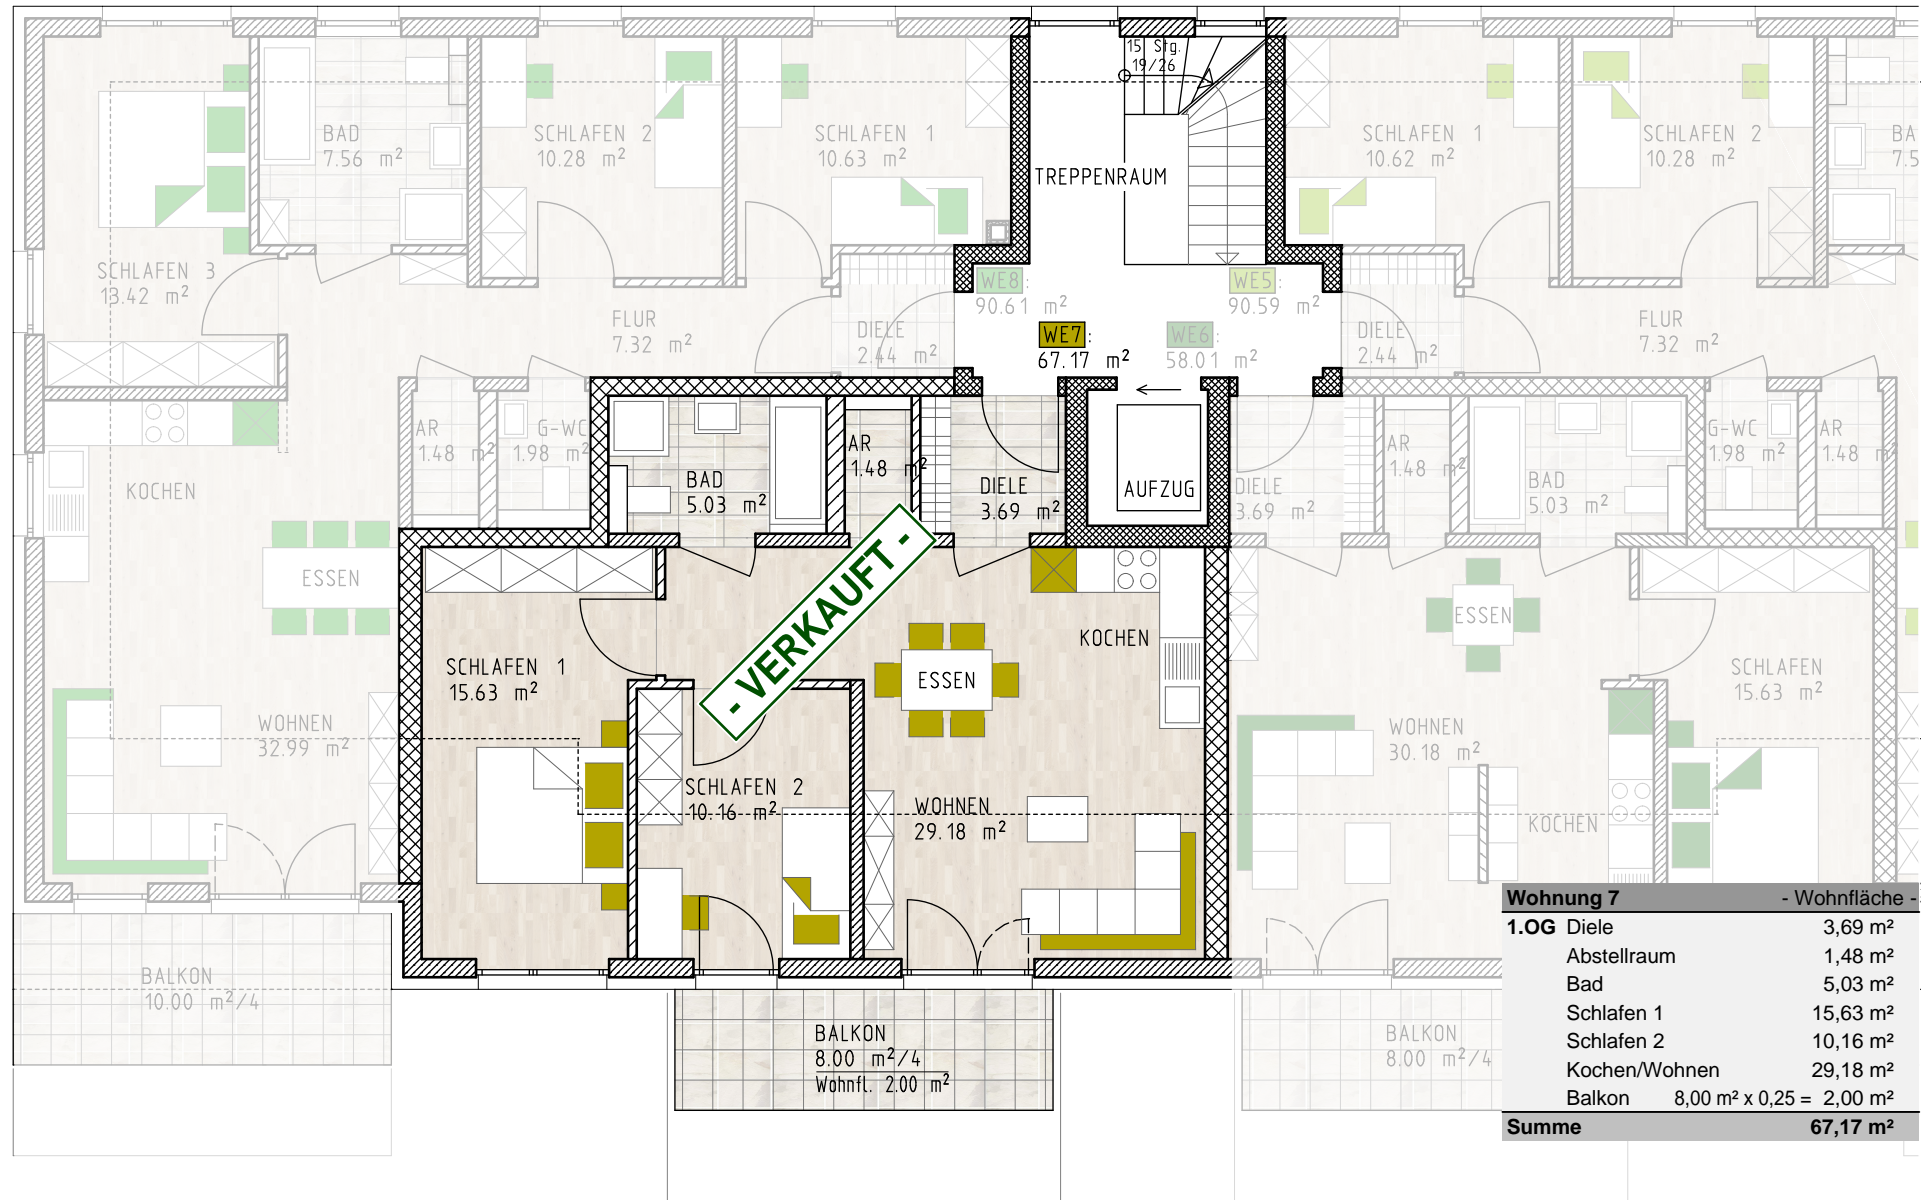 15 Stg.
19/26
BAD
7.56 m²
SCHLAFEN 2
10.28 m²
SCHLAFEN 1
10.63 m²
TREPPENRAUM
SCHLAFEN 1
10.62 m²
SCHLAFEN 2
10.28 m²
BA
7.5
SCHLAFEN 3
13.42 m²
WE8:
90.61 m²
WE5:
90.59 m²
FLUR
7.32 m²
DIELE
2.44 m²
WE7:
67.17 m²
WE6:
58.01 m²
DIELE
2.44 m²
FLUR
7.32 m²
KOCHEN
AR
1.48 m²
G-WC
1.98 m²
BAD
5.03 m²
AR
1.48 m²
DIELE
3.69 m²
AUFZUG
DIELE
3.69 m²
AR
1.48 m²
BAD
5.03 m²
G-WC
1.98 m²
AR
1.48 m²
ESSEN
- VERKAUFT -
KOCHEN
ESSEN
ESSEN
SCHLAFEN 1
15.63 m²
SCHLAFEN
15.63 m²
WOHNEN
32.99 m²
WOHNEN
30.18 m²
SCHLAFEN 2
10.16 m²
WOHNEN
29.18 m²
KOCHEN
BALKON
10.00 m²/4
BALKON
8.00 m²/4
Wohnfl. 2.00 m²
BALKON
8.00 m²/4
Wohnung 7 - Wohnfläche -
1.OG Diele 3,69 m²
Abstellraum 1,48 m²
Bad 5,03 m²
Schlafen 1 15,63 m²
Schlafen 2 10,16 m²
Kochen/Wohnen 29,18 m²
Balkon 8,00 m² x 0,25 = 2,00 m²
Summe 67,17 m²